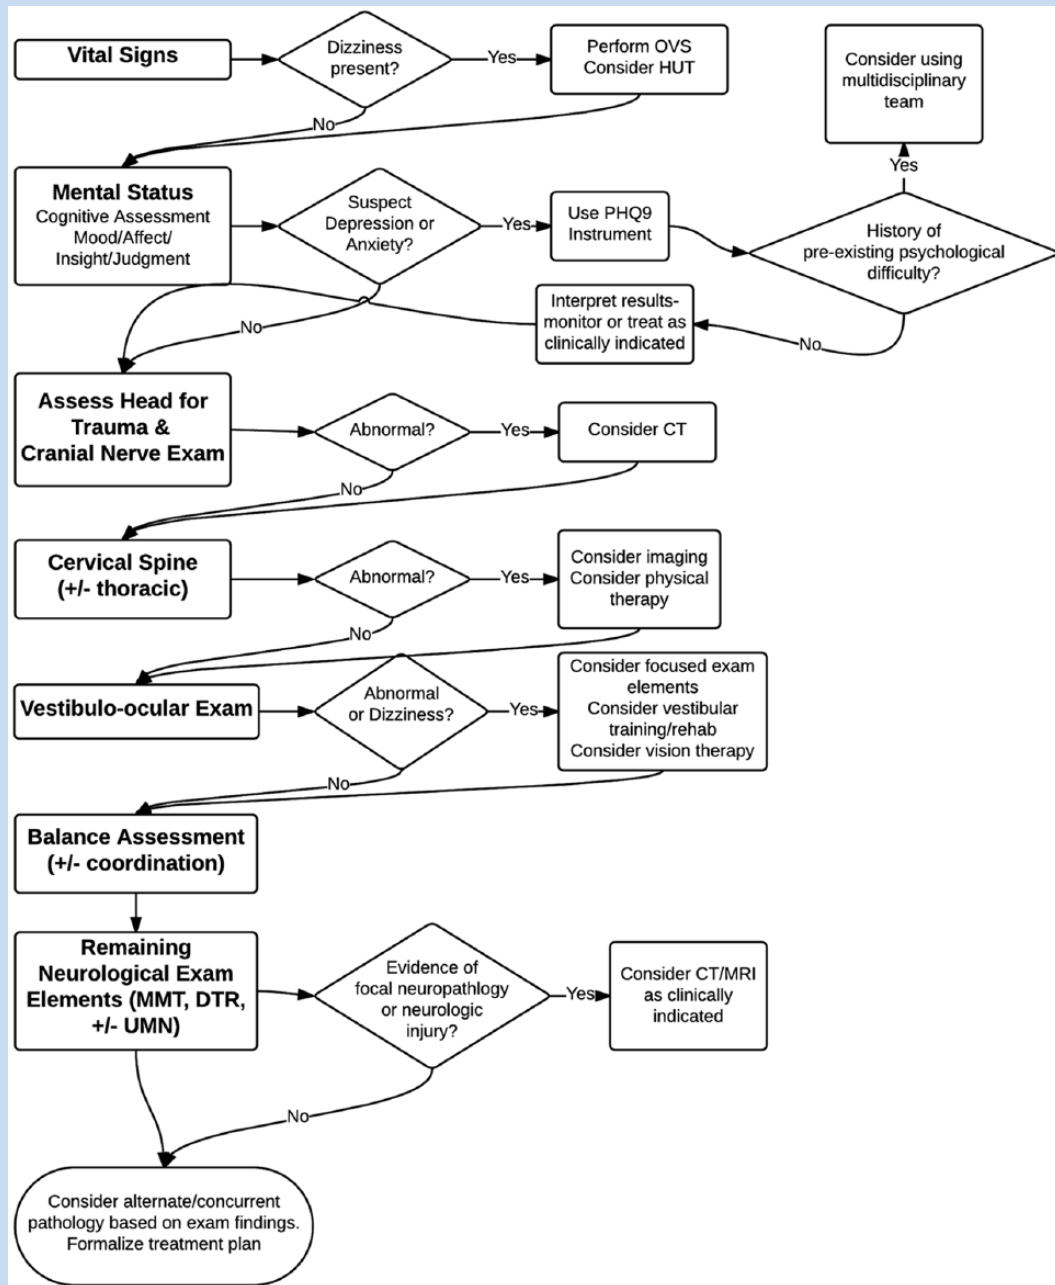 Vital Signs
Dizziness
present?
Yes
Perform OVS
Consider HUT
No
Consider using
multidisciplinary
team
Yes
Mental Status
Cognitive Assessment
Mood/Affect/
Insight/Judgment
Suspect
Depression or
Anxiety?
Yes
Use PHQ9
Instrument
History of
pre-existing psychological
difficulty?
No
Interpret results-
monitor or treat as
clinically indicated
No
Assess Head for
Trauma &
Cranial Nerve Exam
Abnormal?
Yes
Consider CT
No
Cervical Spine
(+/- thoracic)
Abnormal?
Yes
Consider imaging
Consider physical
therapy
No
Vestibulo-ocular Exam
Abnormal
or Dizziness?
Yes
Consider focused exam
elements
Consider vestibular
training/rehab
Consider vision therapy
No
Balance Assessment
(+/- coordination)
Remaining
Neurological Exam
Elements (MMT, DTR,
+/- UMN)
Evidence of
focal neuropathlogy
or neurologic
injury?
Yes
Consider CT/MRI
as clinically
indicated
No
Consider alternate/concurrent
pathology based on exam findings.
Formalize treatment plan